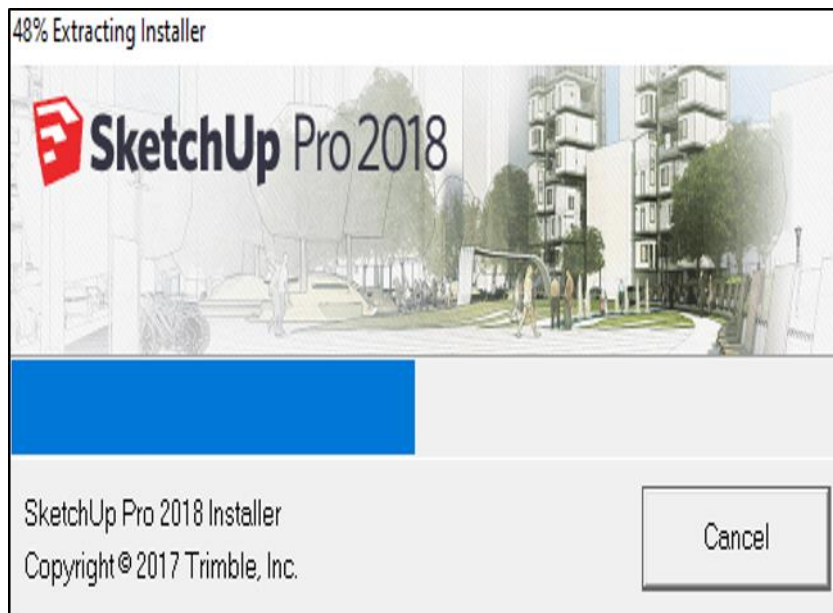 48% Extracting Installer
SketchUp Pro 2018
SketchUp Pro 2018 Installer
Copyright © 2017 Trimble, Inc.
Cancel